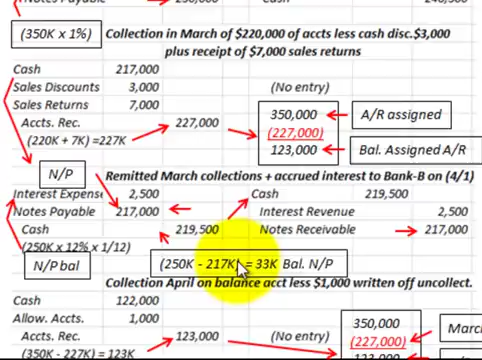 (350K x 1%) Collection in March of $220,000 of accts less cash disc.$3,000
plus receipt of $7,000 sales returns
Cash 217,000
Sales Discounts 3,000 (No entry)
Sales Returns 7,000 350,000 A/R assigned
Accts. Rec. 227,000 (227,000)
(220K + 7K) =227K 123,000 Bal. Assigned A/R
N/P Remitted March collections + accrued interest to Bank-B on (4/1)
Interest Expense 2,500 Cash 219,500
Notes Payable 217,000 Interest Revenue 2,500
Cash 219,500 Notes Receivable 217,000
(250K x 12% x 1/12)
N/P bal (250K - 217K) = 33K Bal. N/P
Collection April on balance acct less $1,000 written off uncollect.
Cash 122,000
Allow. Accts. 1,000 350,000
Accts. Rec. 123,000 (No entry) (227,000)
(350K - 227K) = 123K